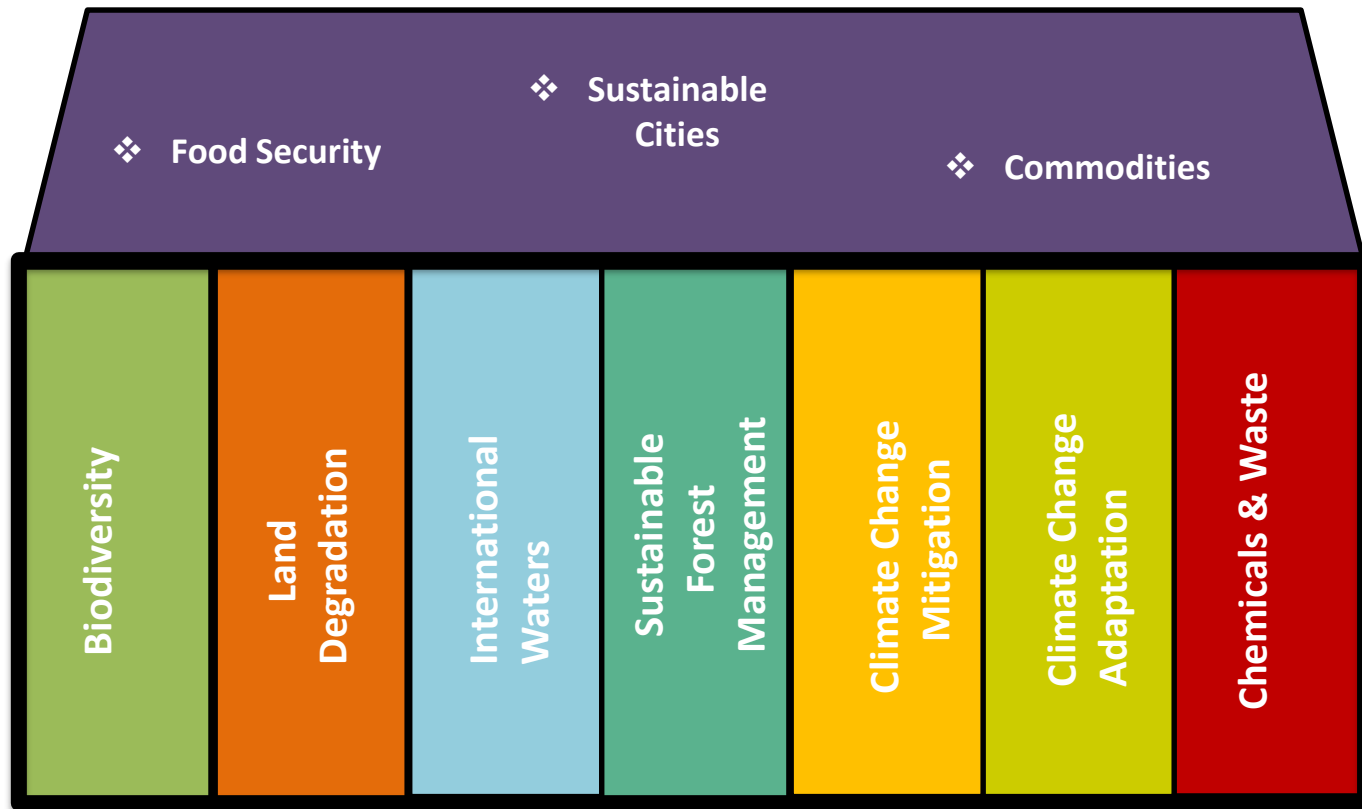 ❖ Sustainable
Cities
❖ Food Security
❖ Commodities
Biodiversity
Land
Degradation
International
Waters
Sustainable
Forest
Management
Climate Change
Mitigation
Climate Change
Adaptation
Chemicals & Waste